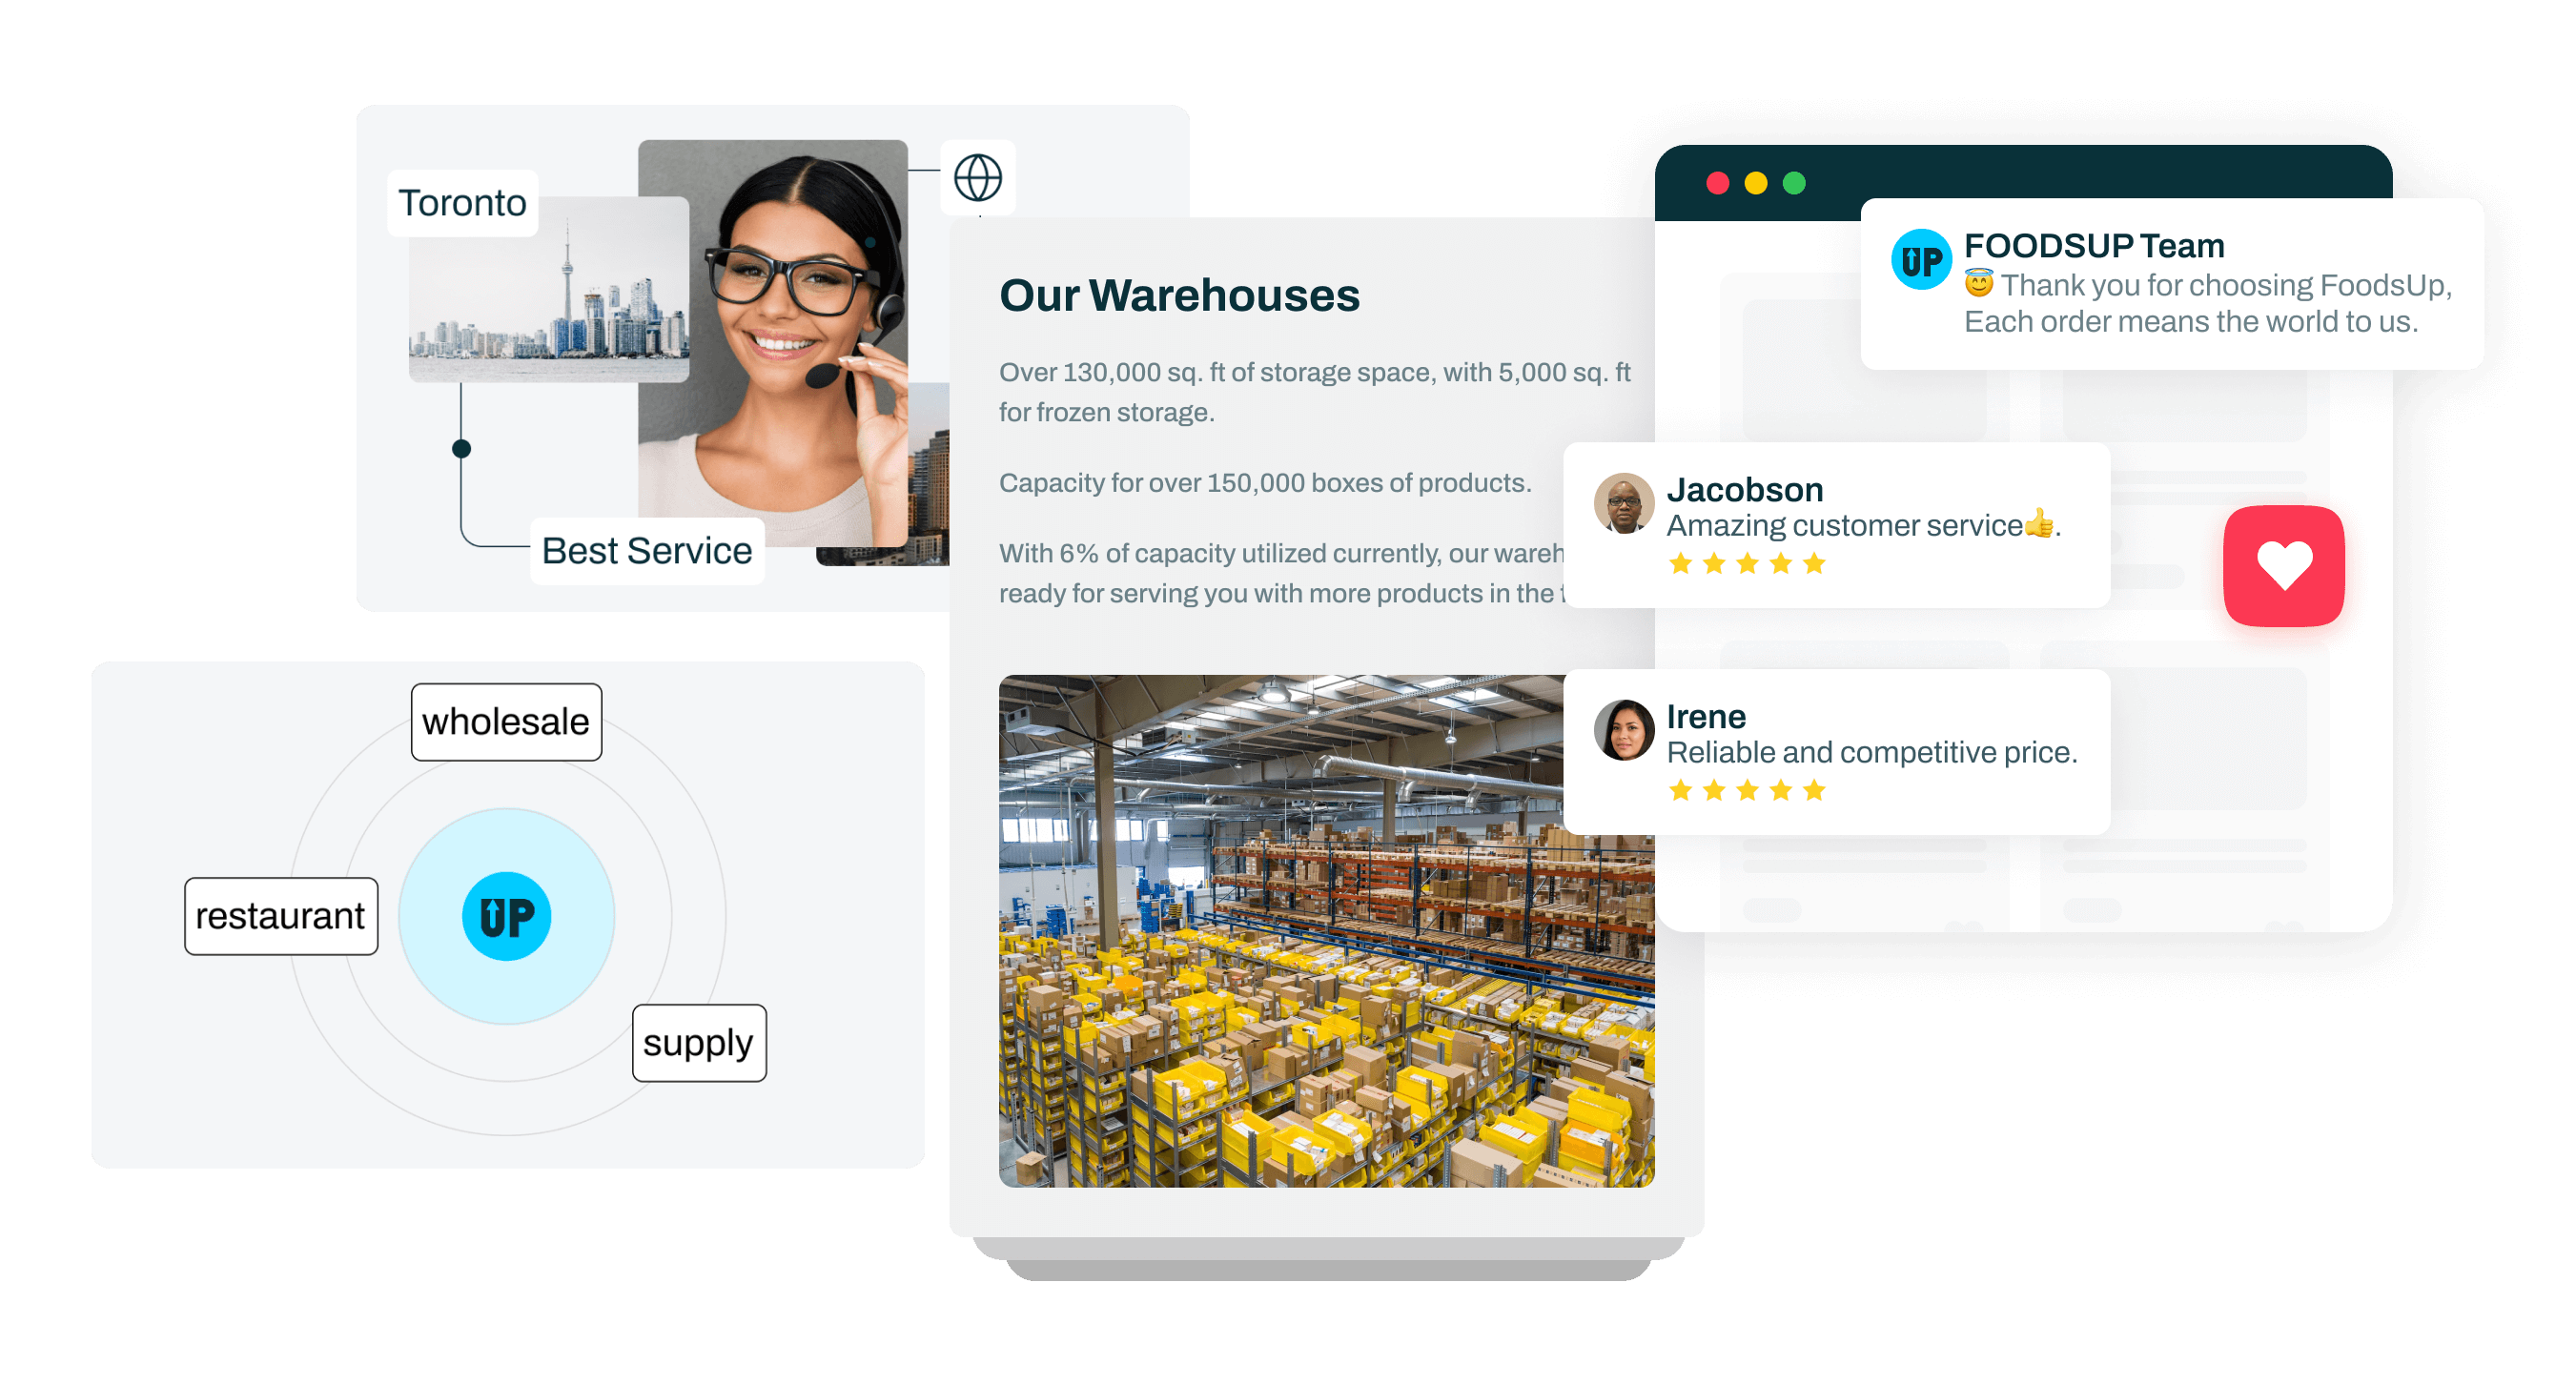 Toronto
Best Service
wholesale
restaurant
UP
supply
Our Warehouses
Over 130,000 sq. ft of storage space, with 5,000 sq. ft
for frozen storage.
Capacity for over 150,000 boxes of products.
With 6% of capacity utilized currently, our
ready for serving you with more products in the
UP
FOODSUP Team
😇 Thank you for choosing FoodsUp,
Each order means the world to us.
Jacobson
Amazing customer service👍.
Irene
Reliable and competitive price.